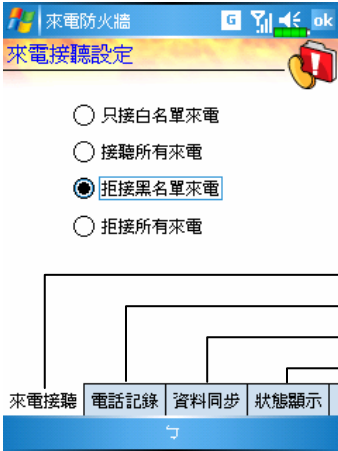 來電防火牆 G ok
來電接聽設定
只接白名單來電
接聽所有來電
拒接黑名單來電
拒接所有來電
來電接聽 電話記錄 資料同步 狀態顯示
ㄅ